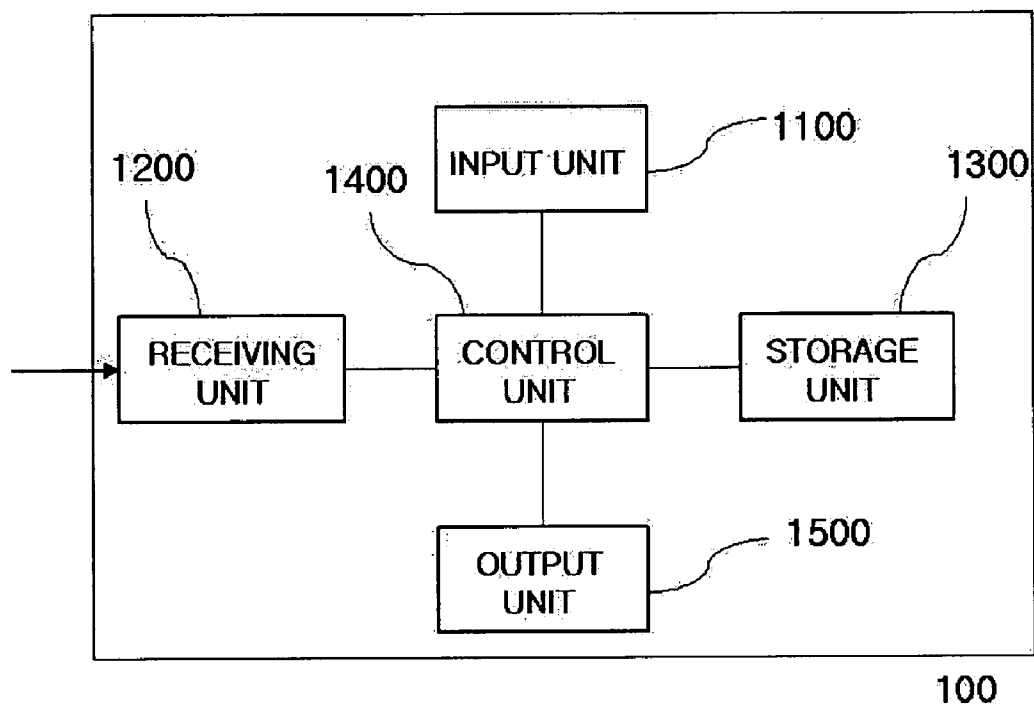 1100
INPUT UNIT
1200
1400
1300
RECEIVING
UNIT
CONTROL
UNIT
STORAGE
UNIT
1500
OUTPUT
UNIT
100